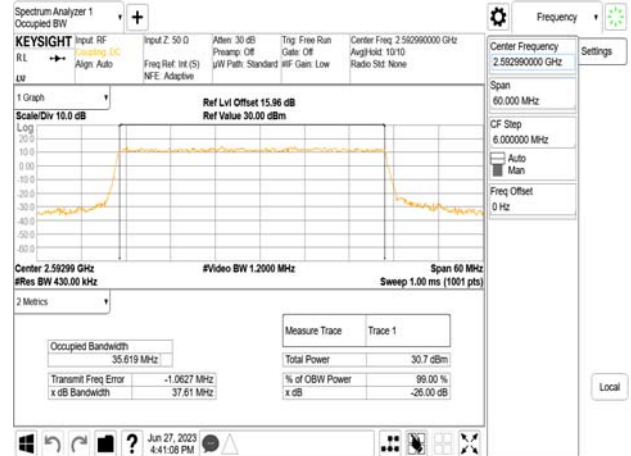 Spectrum Analyzer 1
Occupied BW
Frequency
KEYSIGHT Input: RF
Coupling: DC
Align: Auto
Input Z: 50 Ω
Freq Ref: Int (S)
NFE: Adaptive
Atten: 30 dB
Preamp: Off
µW Path: Standard
Trig: Free Run
Gate: Off
#IF Gain: Low
Center Freq: 2.592990000 GHz
Avg|Hold: 10/10
Radio Std: None
RL
LU
Center Frequency
2.592990000 GHz
Settings
Span
60.000 MHz
CF Step
6.000000 MHz
Auto
Man
Freq Offset
0 Hz
1 Graph
Scale/Div 10.0 dB
Ref Lvl Offset 15.96 dB
Ref Value 30.00 dBm
Log
20.0
10.0
0.00
-10.0
-20.0
-30.0
-40.0
-50.0
-60.0
Center 2.59299 GHz
#Res BW 430.00 kHz
#Video BW 1.2000 MHz
Span 60 MHz
Sweep 1.00 ms (1001 pts)
2 Metrics
Measure Trace Trace 1
Occupied Bandwidth
35.619 MHz
Total Power 30.7 dBm
Transmit Freq Error -1.0627 MHz
% of OBW Power 99.00 %
x dB Bandwidth 37.61 MHz
x dB -26.00 dB
Local
Jun 27, 2023
4:41:08 PM